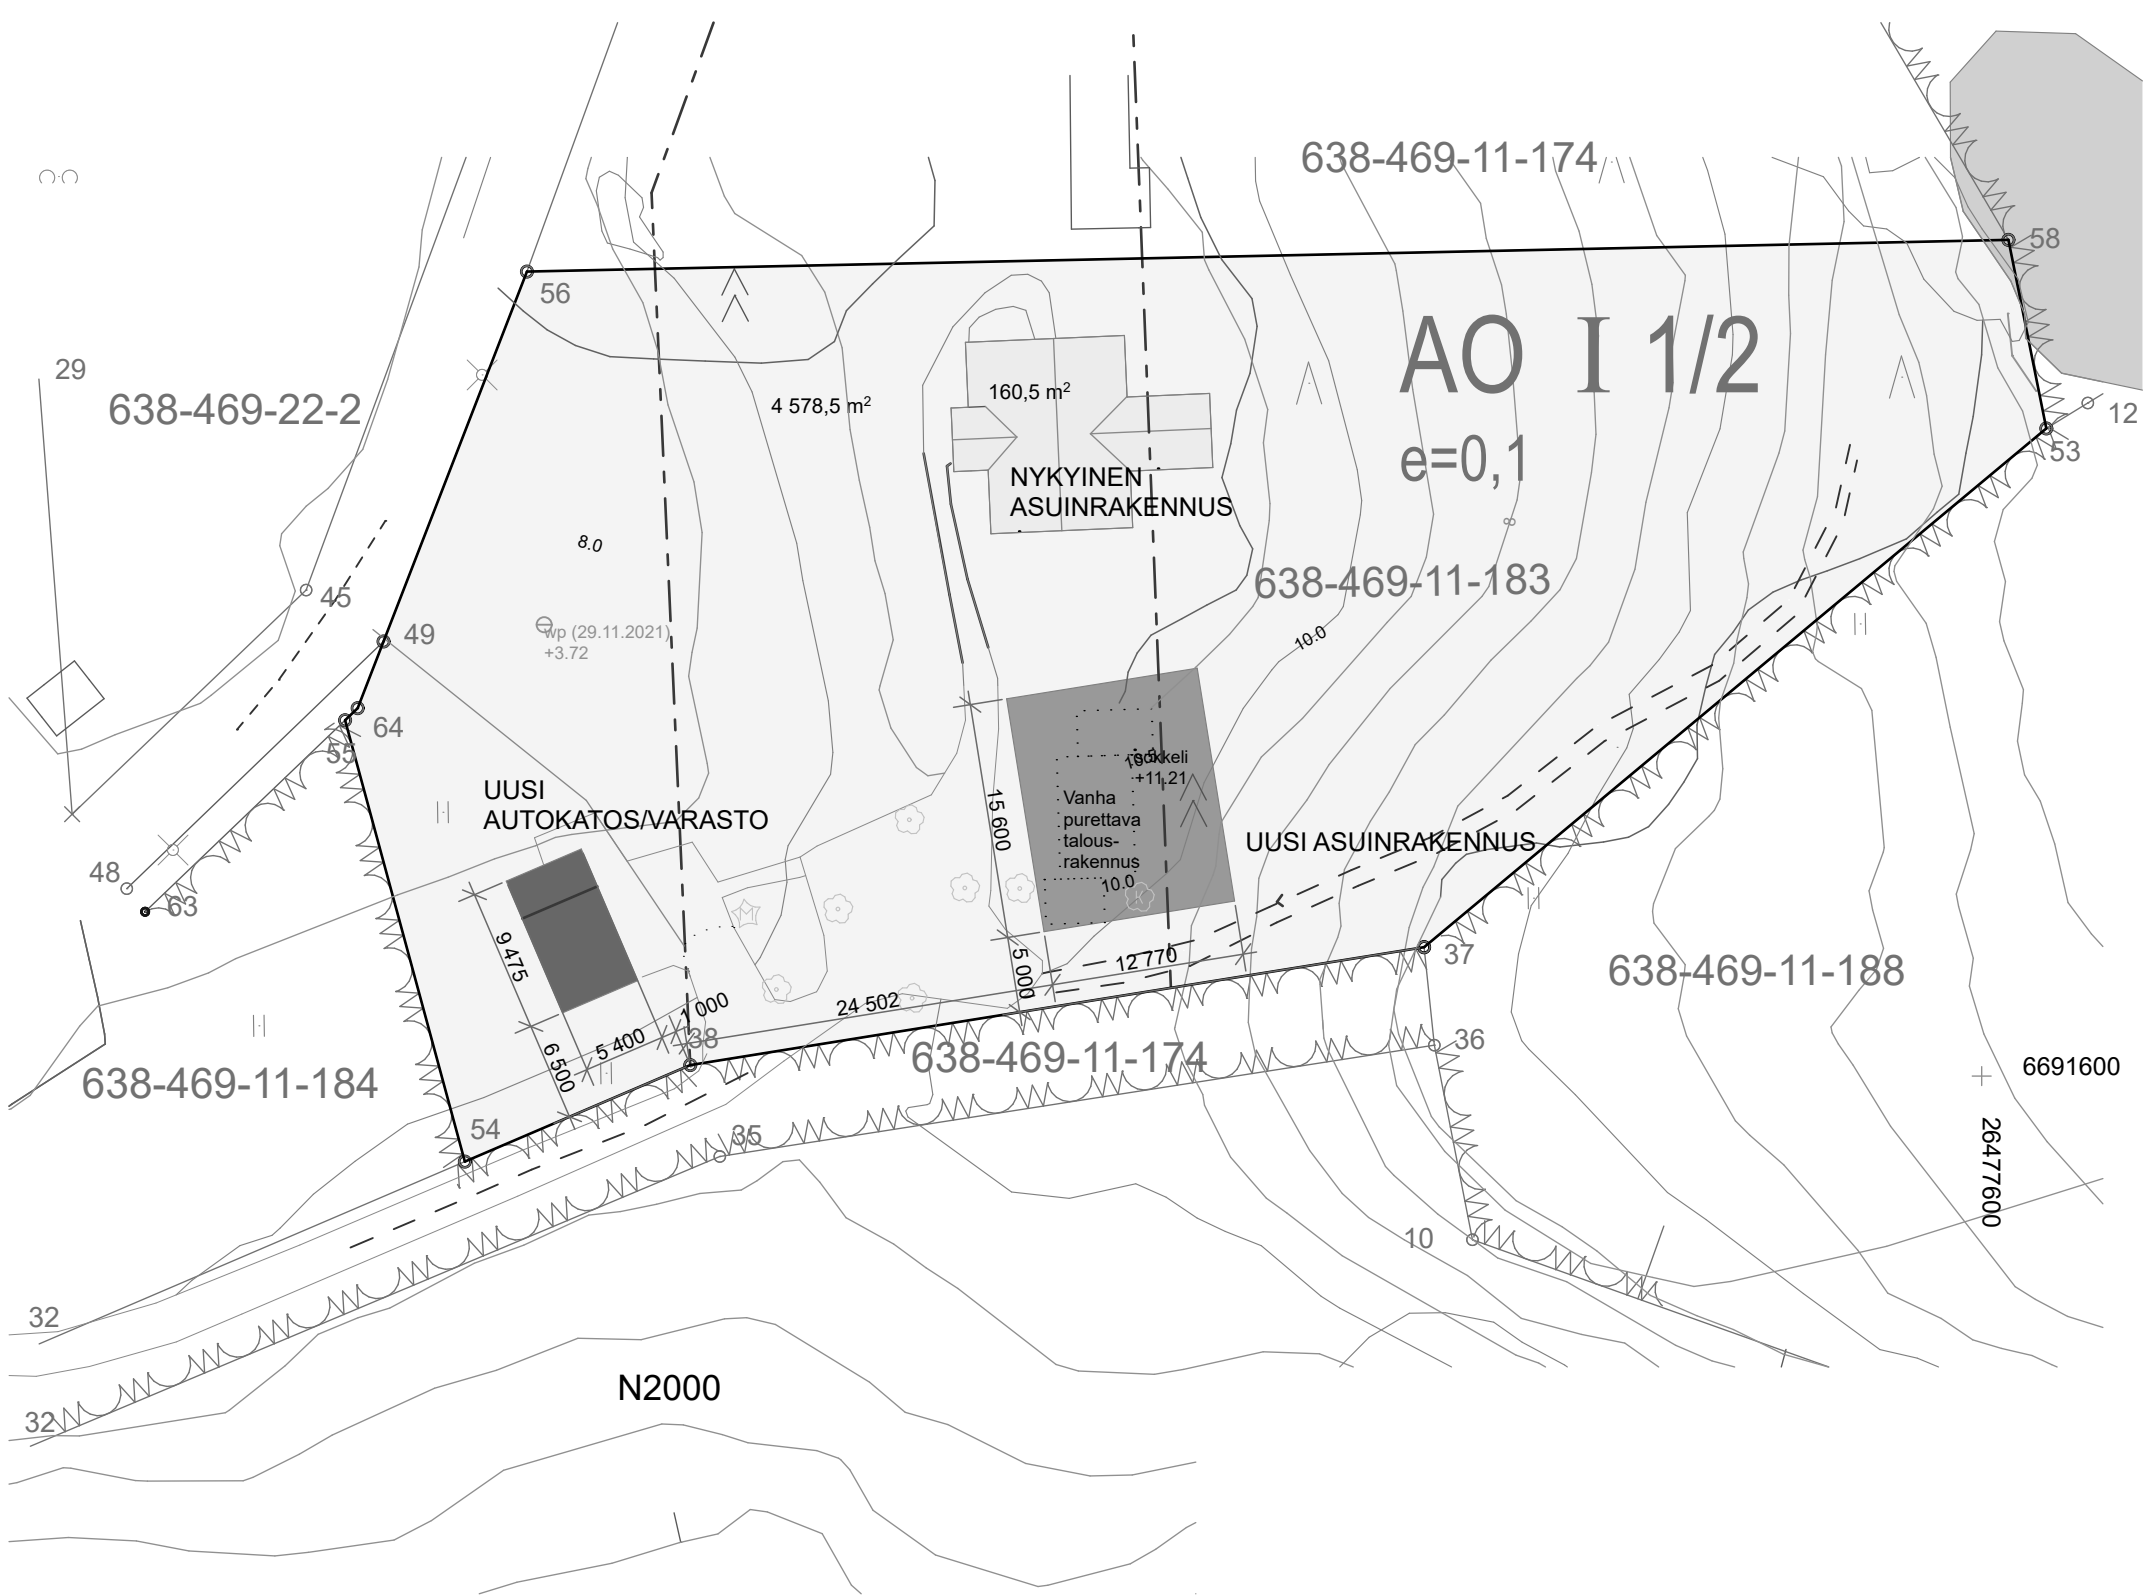 638-469-11-174
58
56
AO I 1/2
29
638-469-22-2
160,5 m²
4 578,5 m²
12
53
e=0,1
NYKYINEN
ASUINRAKENNUS
8
8.0
638-469-11-183
45
49
wp (29.11.2021)
+3.72
10.0
64
55
sokkeli
+11.21
UUSI
AUTOKATOS/VARASTO
Vanha
purettava
talous-
rakennus
15 600
UUSI ASUINRAKENNUS
48
63
10.0
9 475
37
638-469-11-188
12 770
5 000
24 502
1 000
38
5 400
6 500
36
638-469-11-174
638-469-11-184
6691600
54
35
2647600
10
32
N2000
32